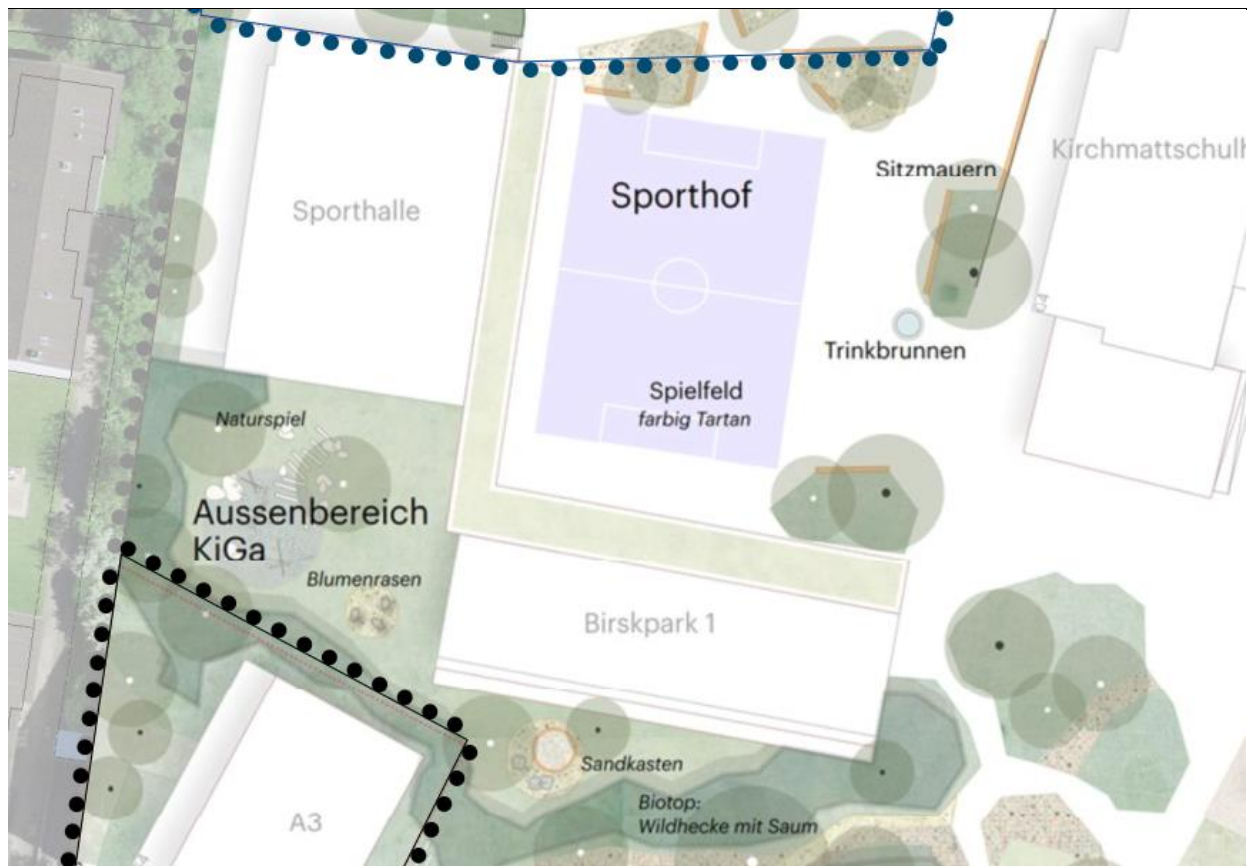 Kirchmattschulh
Sitzmauern
Sporthof
Sporthalle
Trinkbrunnen
Spielfeld
farbig Tartan
Naturspiel
Aussenbereich
KiGa
Blumenrasen
Birskpark 1
Sandkasten
Biotop:
Wildhecke mit Saum
A3